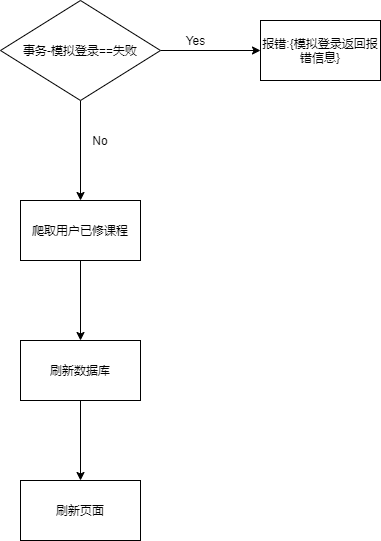 事务-模拟登录==失败
Yes
报错:{模拟登录返回报
错信息}
No
爬取用户已修课程
刷新数据库
刷新页面